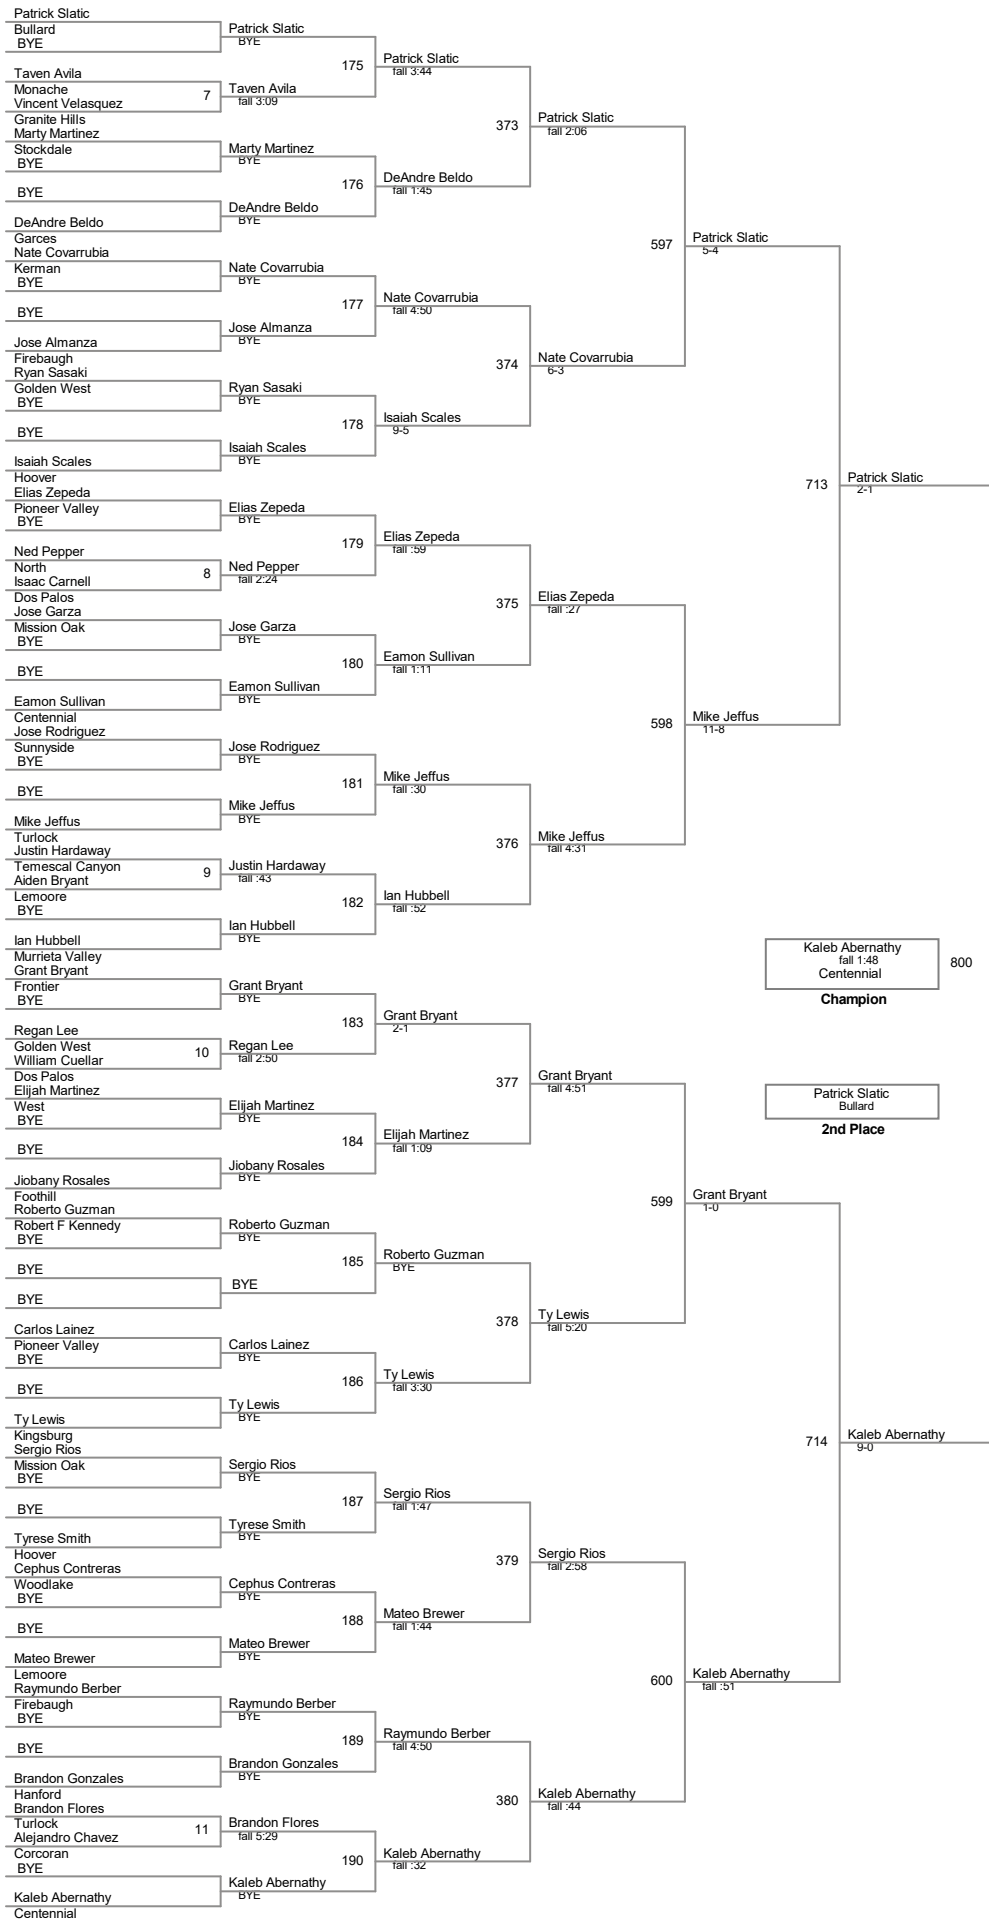 Patrick Slatic
Bullard
BYE
Taven Avila
Monache
Vincent Velasquez
Granite Hills
Marty Martinez
Stockdale
BYE
BYE
DeAndre Beldo
Garces
Nate Covarrubia
Kerman
BYE
BYE
Jose Almanza
Firebaugh
Ryan Sasaki
Golden West
BYE
BYE
Isaiah Scales
Hoover
Elias Zepeda
Pioneer Valley
BYE
Ned Pepper
North
Isaac Carnell
Dos Palos
Jose Garza
Mission Oak
BYE
BYE
Eamon Sullivan
Centennial
Jose Rodriguez
Sunnyside
BYE
BYE
Mike Jeffus
Turlock
Justin Hardaway
Temescal Canyon
Aiden Bryant
Lemoore
BYE
Ian Hubbell
Murrieta Valley
Grant Bryant
Frontier
BYE
Regan Lee
Golden West
William Cuellar
Dos Palos
Elijah Martinez
West
BYE
BYE
Jiobany Rosales
Foothill
Roberto Guzman
Robert F Kennedy
BYE
BYE
BYE
Carlos Lainez
Pioneer Valley
BYE
BYE
Ty Lewis
Kingsburg
Sergio Rios
Mission Oak
BYE
BYE
Tyrese Smith
Hoover
Cephus Contreras
Woodlake
BYE
BYE
Mateo Brewer
Lemoore
Raymundo Berber
Firebaugh
BYE
BYE
Brandon Gonzales
Hanford
Brandon Flores
Turlock
Alejandro Chavez
Corcoran
BYE
Kaleb Abernathy
Centennial
7
8
9
10
11
Patrick Slatic
BYE
Taven Avila
fall 3:09
Marty Martinez
BYE
DeAndre Beldo
BYE
Nate Covarrubia
BYE
Jose Almanza
BYE
Ryan Sasaki
BYE
Isaiah Scales
BYE
Elias Zepeda
BYE
Ned Pepper
fall 2:24
Jose Garza
BYE
Eamon Sullivan
BYE
Jose Rodriguez
BYE
Mike Jeffus
BYE
Justin Hardaway
fall :43
Ian Hubbell
BYE
Grant Bryant
BYE
Regan Lee
fall 2:50
Elijah Martinez
BYE
Jiobany Rosales
BYE
Roberto Guzman
BYE
BYE
Carlos Lainez
BYE
Ty Lewis
BYE
Sergio Rios
BYE
Tyrese Smith
BYE
Cephus Contreras
BYE
Mateo Brewer
BYE
Raymundo Berber
BYE
Brandon Gonzales
BYE
Brandon Flores
fall 5:29
Kaleb Abernathy
BYE
175
176
177
178
179
180
181
182
183
184
185
186
187
188
189
190
Patrick Slatic
fall 3:44
DeAndre Beldo
fall 1:45
Nate Covarrubia
fall 4:50
Isaiah Scales
9-5
Elias Zepeda
fall :59
Eamon Sullivan
fall 1:11
Mike Jeffus
fall :30
Ian Hubbell
fall :52
Grant Bryant
2-1
Elijah Martinez
fall 1:09
Roberto Guzman
BYE
Ty Lewis
fall 3:30
Sergio Rios
fall 1:47
Mateo Brewer
fall 1:44
Raymundo Berber
fall 4:50
Kaleb Abernathy
fall :32
373
374
375
376
377
378
379
380
Patrick Slatic
fall 2:06
Nate Covarrubia
6-3
Elias Zepeda
fall :27
Mike Jeffus
fall 4:31
Grant Bryant
fall 4:51
Ty Lewis
fall 5:20
Sergio Rios
fall 2:58
Kaleb Abernathy
fall :44
597
598
599
600
Patrick Slatic
5-4
Mike Jeffus
11-8
Grant Bryant
1-0
Kaleb Abernathy
fall :51
713
714
Patrick Slatic
2-1
Kaleb Abernathy
9-0
Kaleb Abernathy
fall 1:48
Centennial
800
Champion
Patrick Slatic
Bullard
2nd Place